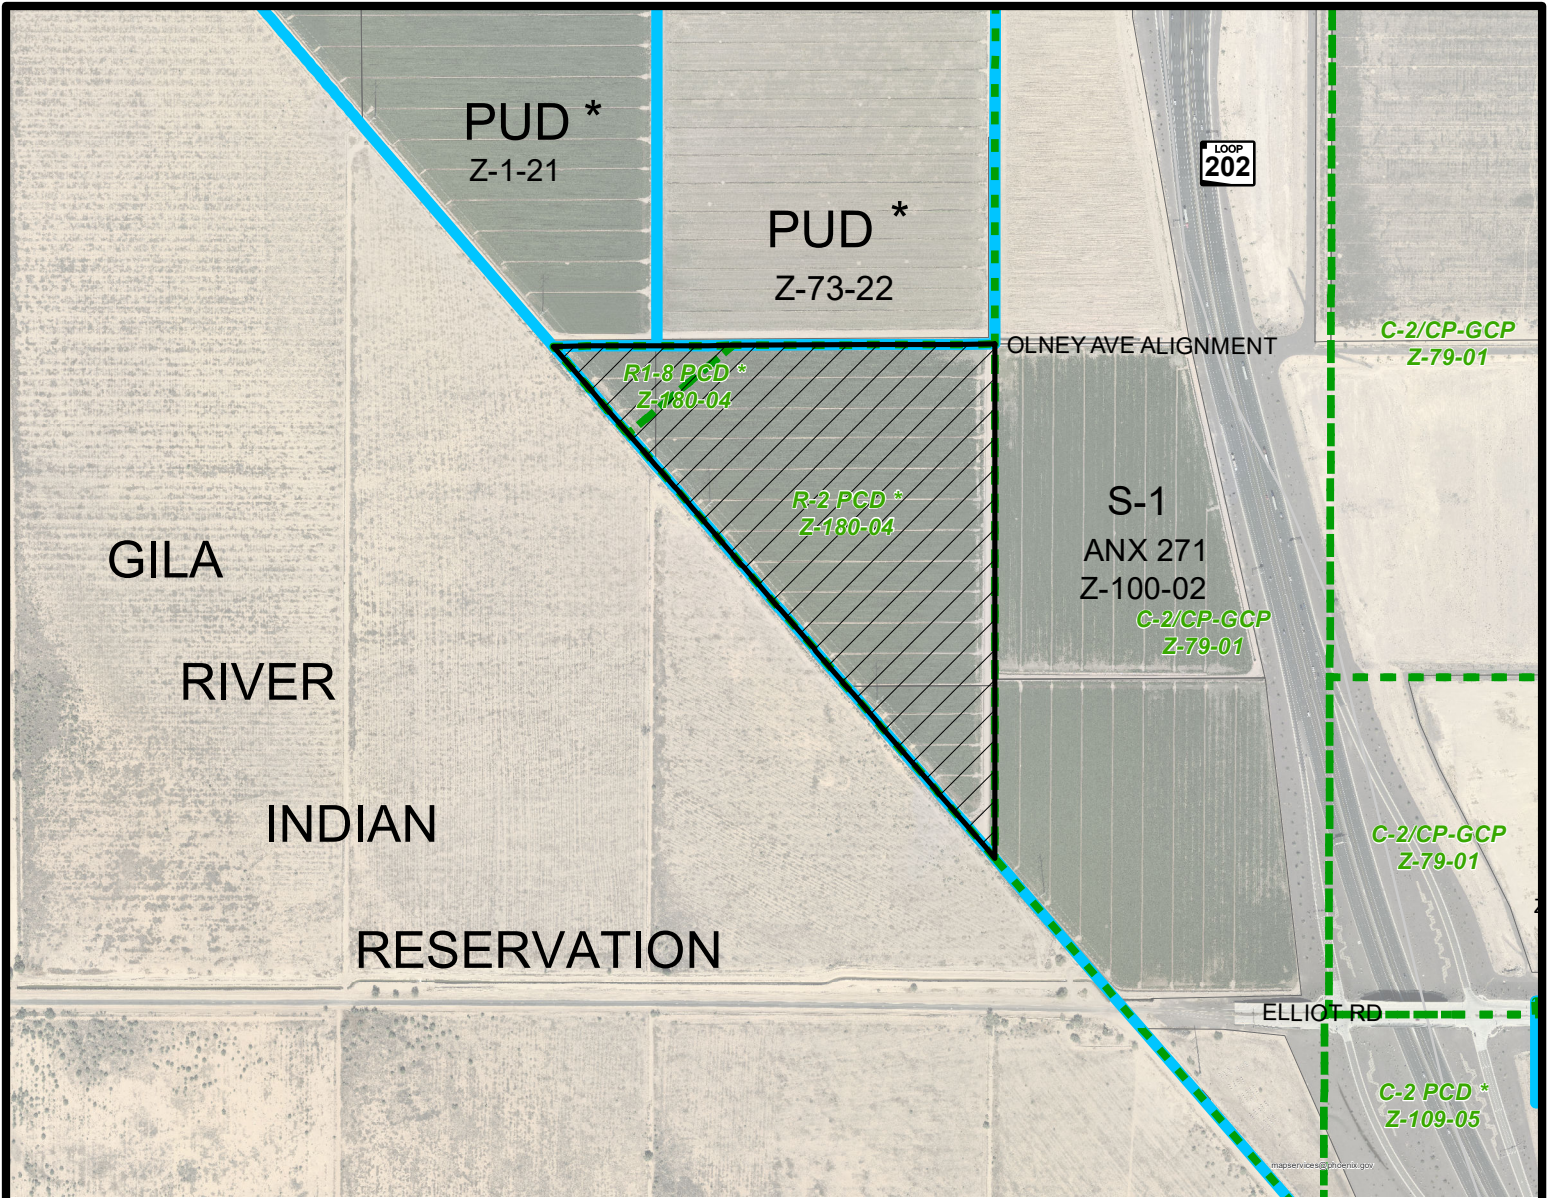 PUD *
Z-1-21
LOOP
202
PUD *
Z-73-22
C-2/CP-GCP
Z-79-01
OLNEY AVE ALIGNMENT
R1-8 PCD *
Z-180-04
R-2 PCD *
Z-180-04
S-1
ANX 271
Z-100-02
C-2/CP-GCP
Z-79-01
GILA
RIVER
INDIAN
RESERVATION
C-2/CP-GCP
Z-79-01
ELLIOT RD
C-2 PCD *
Z-109-05
mapservices@phoenix.gov